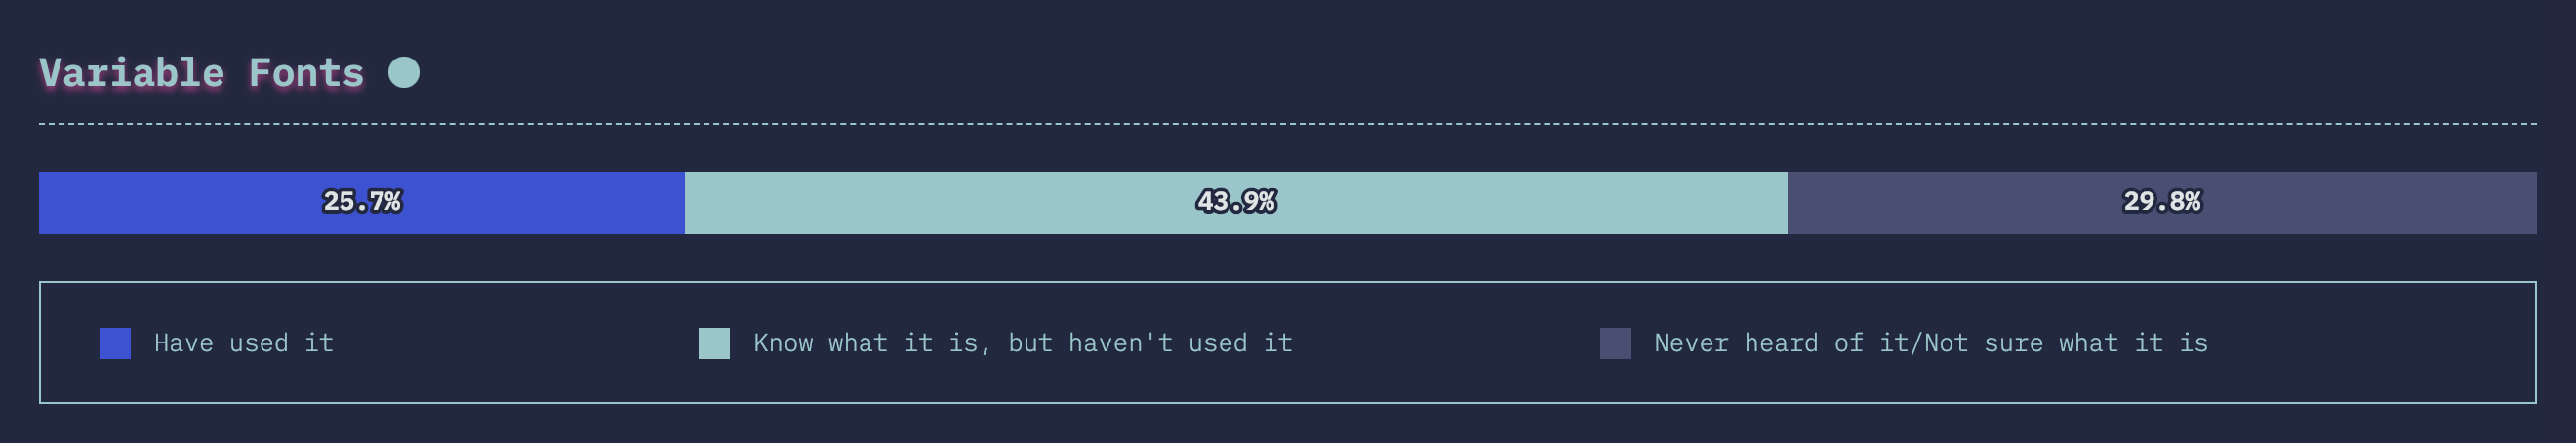 Variable Fonts
25.7% 43.9% 29.8%
Have used it Know what it is, but haven't used it Never heard of it/Not sure what it is